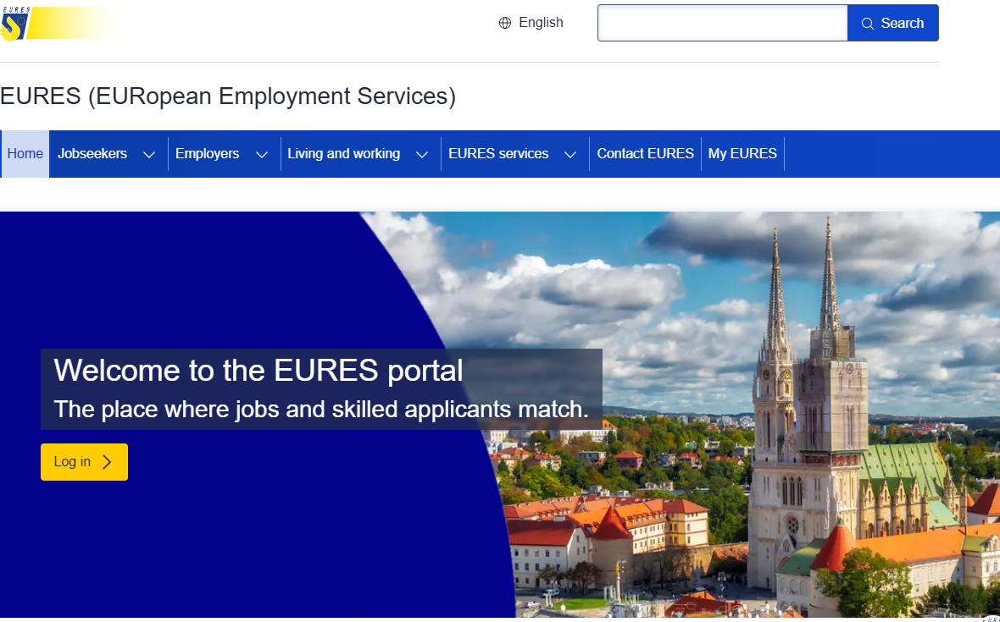 EURES
English
Search
EURES (EURopean Employment Services)
Home Jobseekers Employers Living and working EURES services Contact EURES My EURES
Welcome to the EURES portal
The place where jobs and skilled applicants match.
Log in